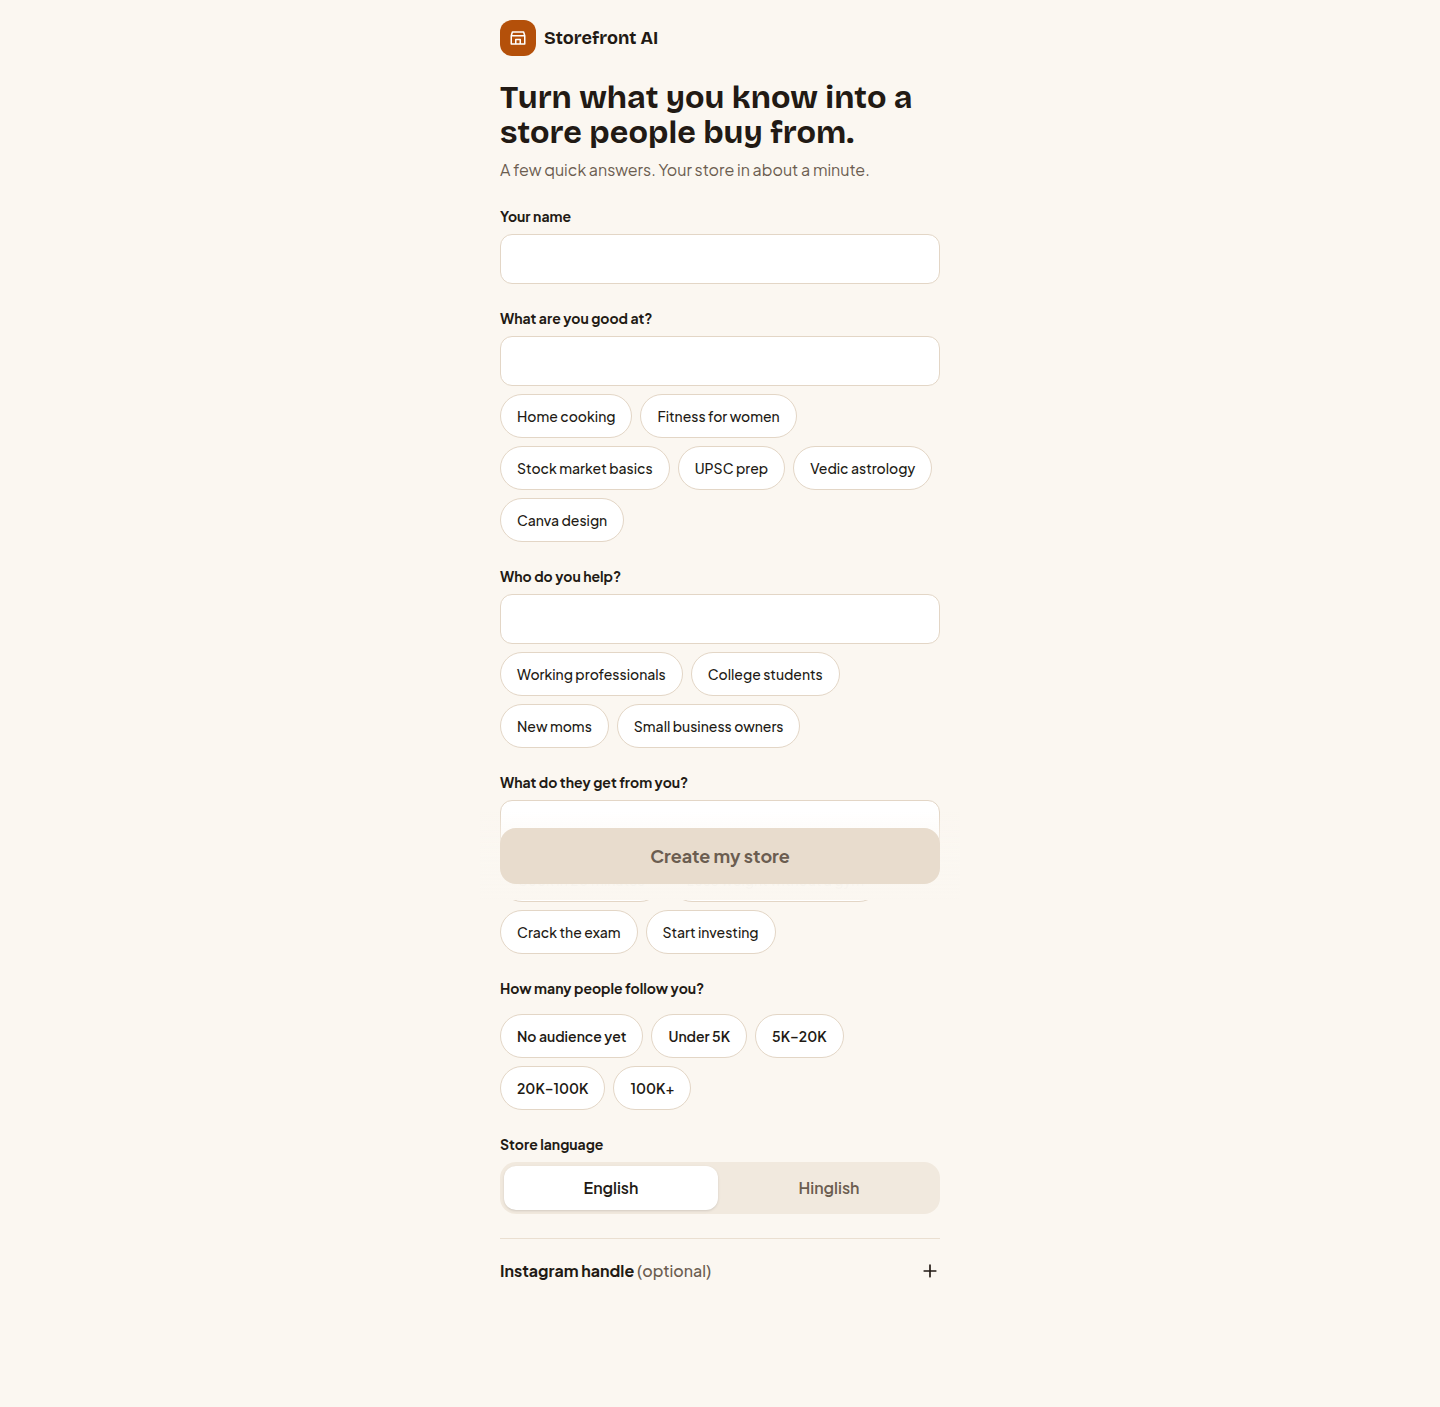 Storefront AI
Turn what you know into a
store people buy from.
A few quick answers. Your store in about a minute.
Your name
What are you good at?
Home cooking
Fitness for women
Stock market basics
UPSC prep
Vedic astrology
Canva design
Who do you help?
Working professionals
College students
New moms
Small business owners
What do they get from you?
Create my store
Crack the exam
Start investing
How many people follow you?
No audience yet
Under 5K
5K–20K
20K–100K
100K+
Store language
English
Hinglish
Instagram handle (optional)